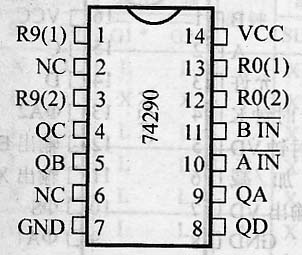 R9(1) 1 14 VCC
NC 2 13 R0(1)
R9(2) 3 12 R0(2)
QC 4 11 B IN
QB 5 10 A IN
NC 6 9 QA
GND 7 8 QD
74290